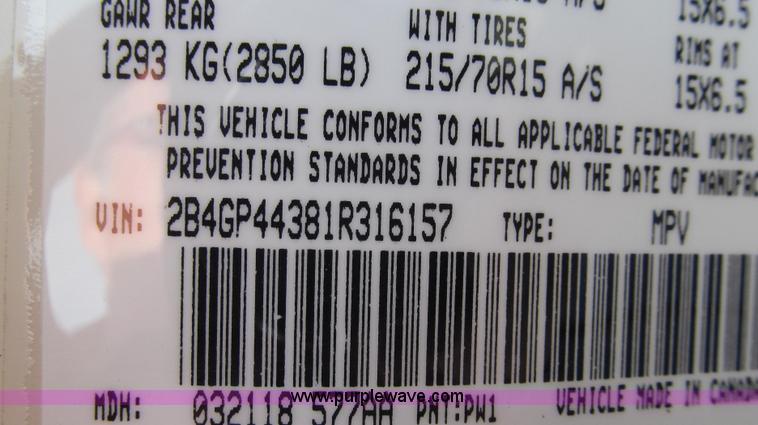 GAWR REAR
WITH TIRES
15X6.5
RIMS AT
1293 KG(2850 LB) 215/70R15 A/S 15X6.5
THIS VEHICLE CONFORMS TO ALL APPLICABLE FEDERAL MOTOR
PREVENTION STANDARDS IN EFFECT ON THE DATE OF MANUFAC
VIN: 2B4GP44381R316157 TYPE: MPV
MDH: 032118 577AA PNT:PW1 VEHICLE MADE IN CANADA
www.purplewave.com